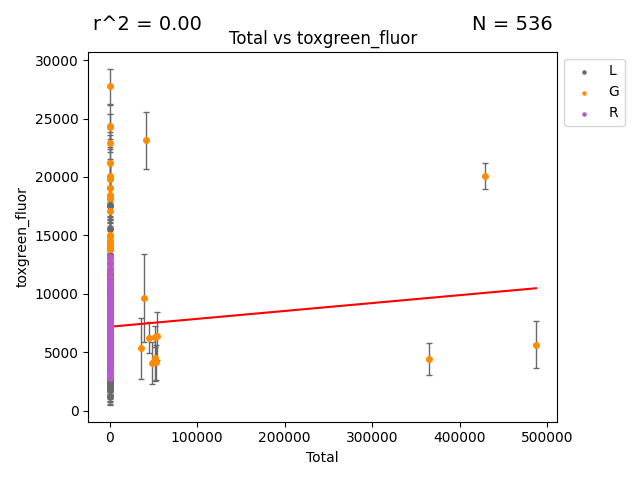 r^2 = 0.00
N = 536
Total vs toxgreen_fluor
30000
25000
20000
15000
10000
5000
0
toxgreen_fluor
0
100000
200000
300000
400000
500000
Total
L
G
R